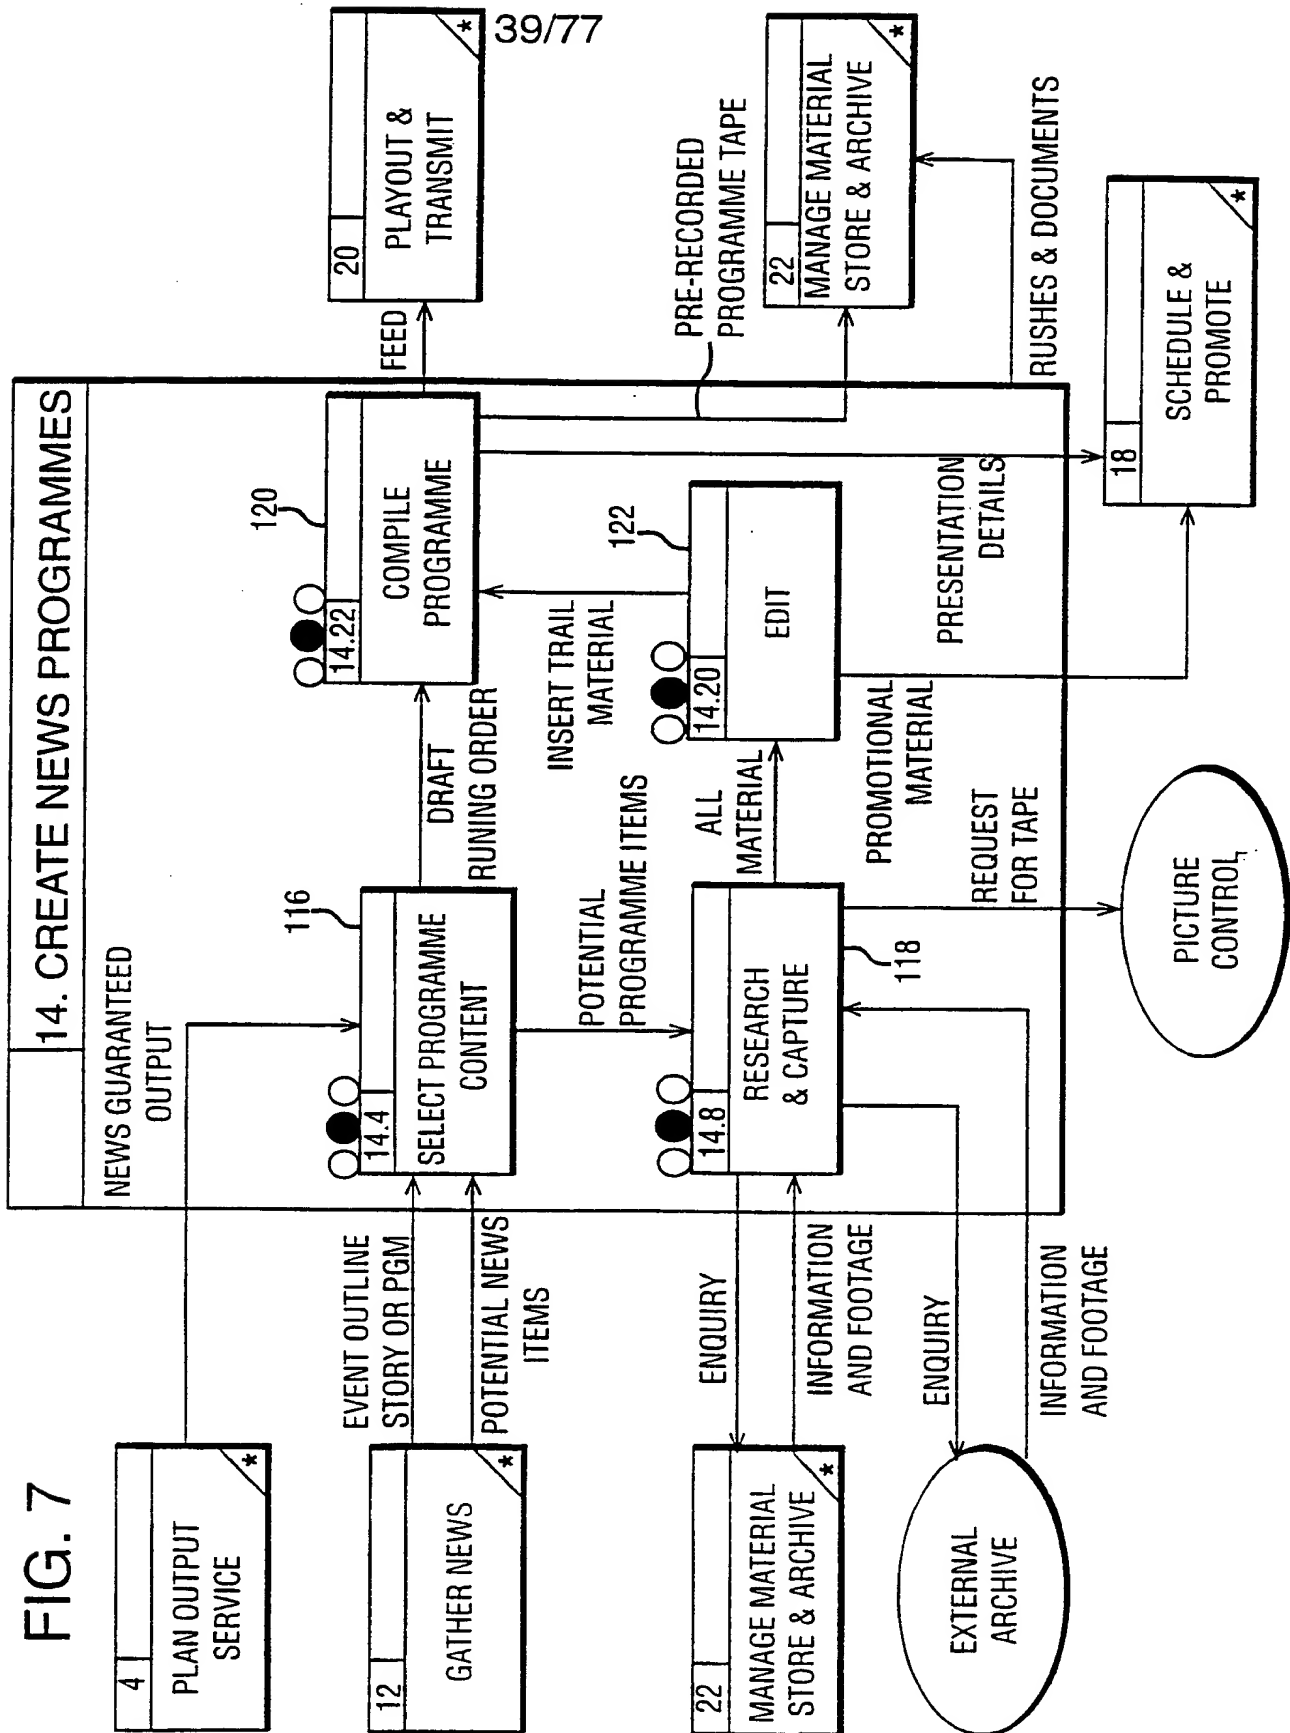 39/77
FIG. 7
14. CREATE NEWS PROGRAMMES
4
PLAN OUTPUT
SERVICE
NEWS GUARANTEED
OUTPUT
12
GATHER NEWS
*
EVENT OUTLINE
STORY OR PGM
POTENTIAL NEWS
ITEMS
14.4
SELECT PROGRAMME
CONTENT
116
DRAFT
RUNING ORDER
14.22
COMPILE
PROGRAMME
120
FEED
20
PLAYOUT &
TRANSMIT
*
*
POTENTIAL
PROGRAMME ITEMS
INSERT TRAIL
MATERIAL
PRE-RECORDED
PROGRAMME TAPE
22
MANAGE MATERIAL
STORE & ARCHIVE
*
ENQUIRY
INFORMATION
AND FOOTAGE
14.8
RESEARCH
& CAPTURE
118
ALL
MATERIAL
14.20
EDIT
122
22
MANAGE MATERIAL
STORE & ARCHIVE
*
EXTERNAL
ARCHIVE
ENQUIRY
INFORMATION
AND FOOTAGE
REQUEST
FOR TAPE
PICTURE
CONTROL
PROMOTIONAL
MATERIAL
PRESENTATION
DETAILS
RUSHES & DOCUMENTS
18
SCHEDULE &
PROMOTE
*